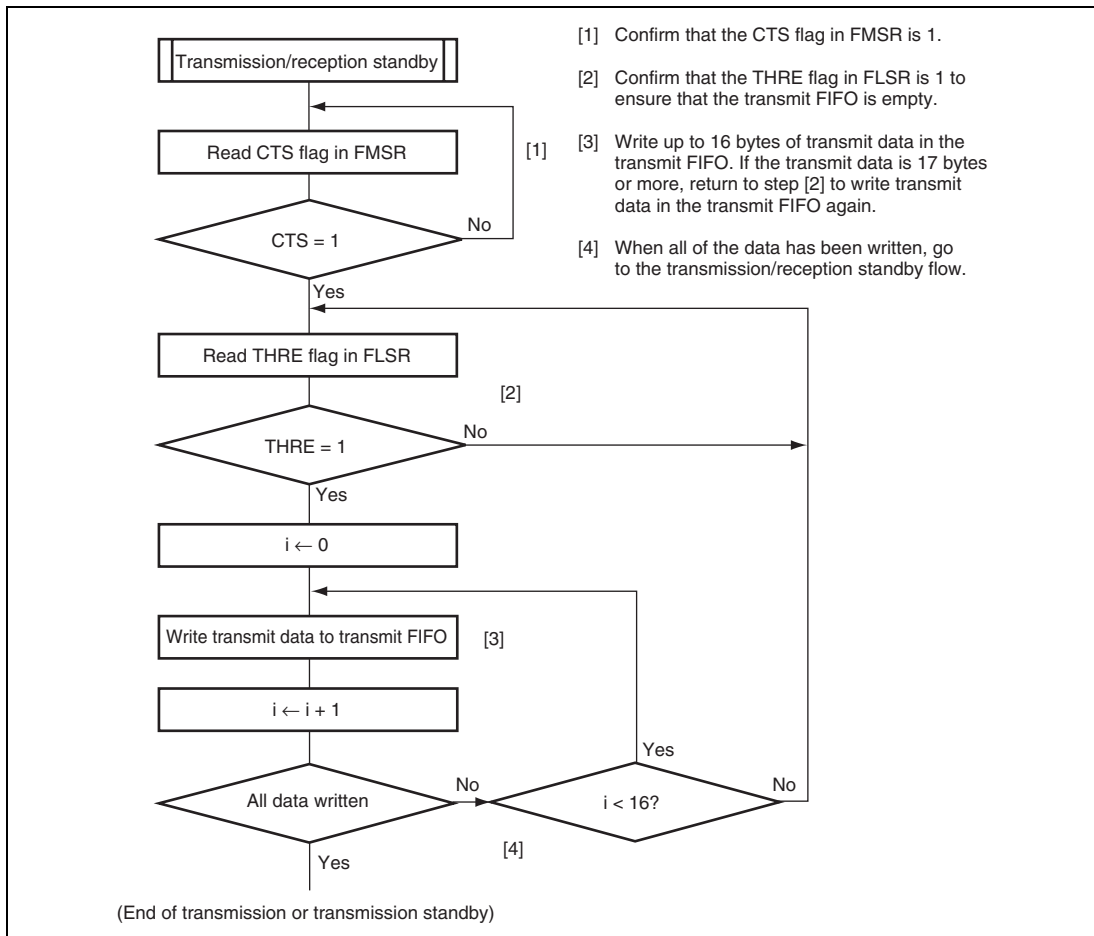 Transmission/reception standby
Read CTS flag in FMSR
[1]
CTS = 1
No
Yes
Read THRE flag in FLSR
[2]
THRE = 1
No
Yes
i ← 0
Write transmit data to transmit FIFO
[3]
i ← i + 1
All data written
No
i < 16?
Yes
No
[4]
Yes
(End of transmission or transmission standby)
[1] Confirm that the CTS flag in FMSR is 1.
[2] Confirm that the THRE flag in FLSR is 1 to
ensure that the transmit FIFO is empty.
[3] Write up to 16 bytes of transmit data in the
transmit FIFO. If the transmit data is 17 bytes
or more, return to step [2] to write transmit
data in the transmit FIFO again.
[4] When all of the data has been written, go
to the transmission/reception standby flow.